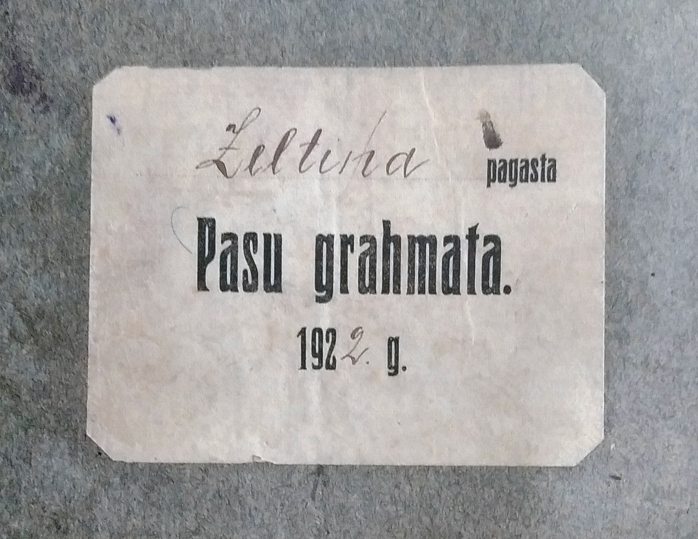 Zeltiņa pagasta
Pasu grahmata.
1922. g.